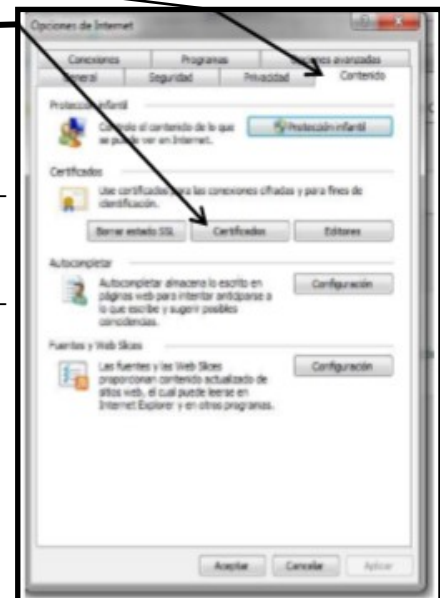 Opciones de Internet
Conexiones Programas Opciones avanzadas
General Seguridad Privacidad Contenido
Protección infantil
Controle el contenido de lo que
se puede ver en Internet.
Protección infantil
Certificados
Use certificados para las conexiones cifradas y para fines de
identificación.
Borrar estado SSL Certificados Editores
Autocompletar
Autocompletar almacena lo escrito en
páginas web para intentar anticiparse a
lo que escribe y sugerir posibles
coincidencias.
Configuración
Fuentes y Web Slices
Las fuentes y las Web Slices
proporcionan contenido actualizado de
sitios web, el cual puede leerse en
Internet Explorer y en otros programas.
Configuración
Aceptar Cancelar Aplicar